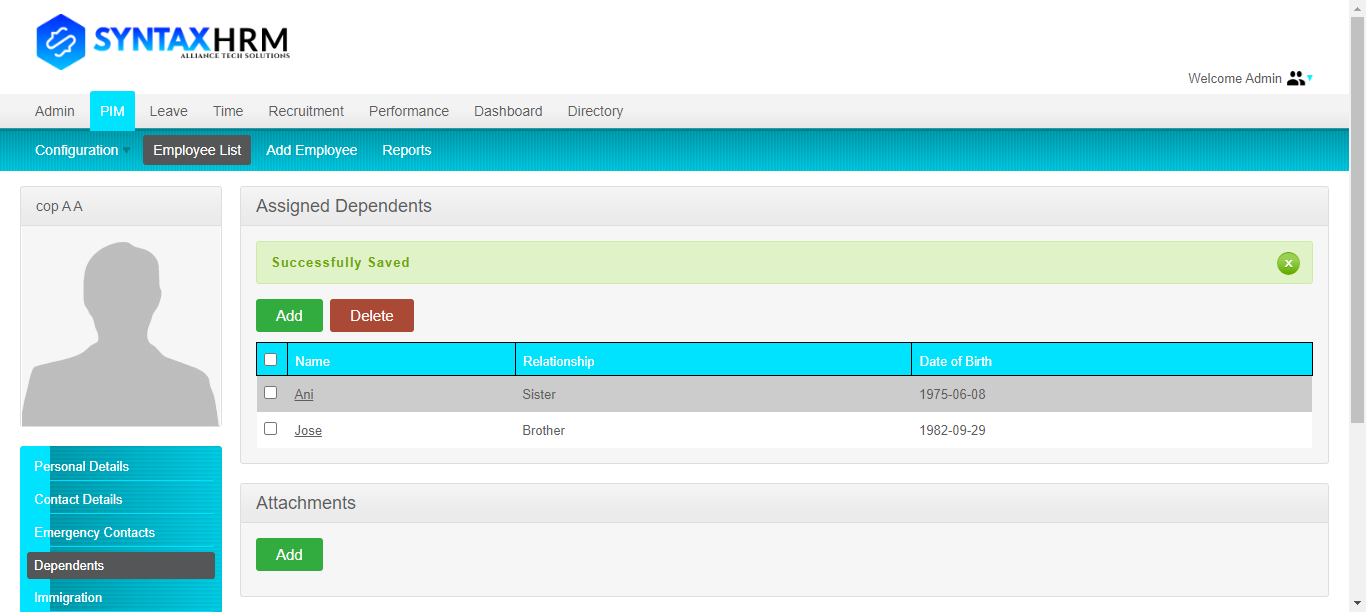 SYNTAXHRM
ALLIANCE TECH SOLUTIONS
Welcome Admin
Admin PIM Leave Time Recruitment Performance Dashboard Directory
Configuration Employee List Add Employee Reports
cop A A
Assigned Dependents
Successfully Saved
x
Add Delete
Name Relationship Date of Birth
Ani Sister 1975-06-08
Jose Brother 1982-09-29
Personal Details
Contact Details
Emergency Contacts
Dependents
Immigration
Attachments
Add